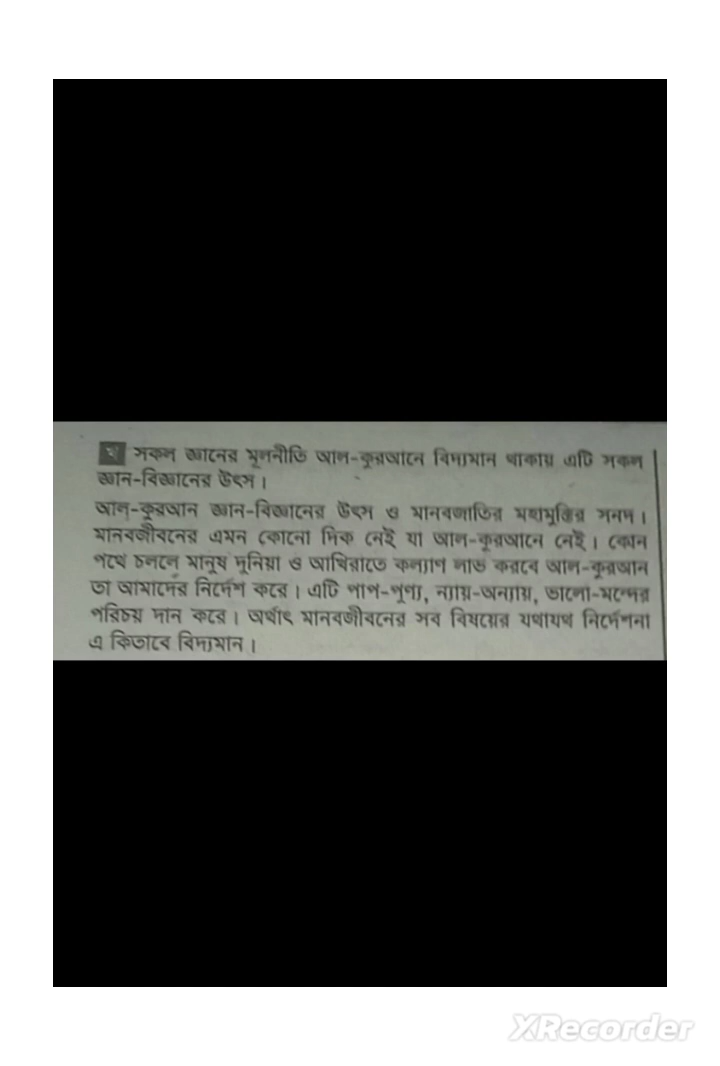 খ সকল জ্ঞানের মূলনীতি আল-কুরআনে বিদ্যমান থাকায় এটি সকল
জ্ঞান-বিজ্ঞানের উৎস।
আল-কুরআন জ্ঞান-বিজ্ঞানের উৎস ও মানবজাতির মহামুক্তির সনদ।
মানবজীবনের এমন কোনো দিক নেই যা আল-কুরআনে নেই। কোন
পথে চললে মানুষ দুনিয়া ও আখিরাতে কল্যাণ লাভ করবে আল-কুরআন
তা আমাদের নির্দেশ করে। এটি পাপ-পুণ্য, ন্যায়-অন্যায়, ভালো-মন্দের
পরিচয় দান করে। অর্থাৎ মানবজীবনের সব বিষয়ের যথাযথ নির্দেশনা
এ কিতাবে বিদ্যমান।
XRecorder